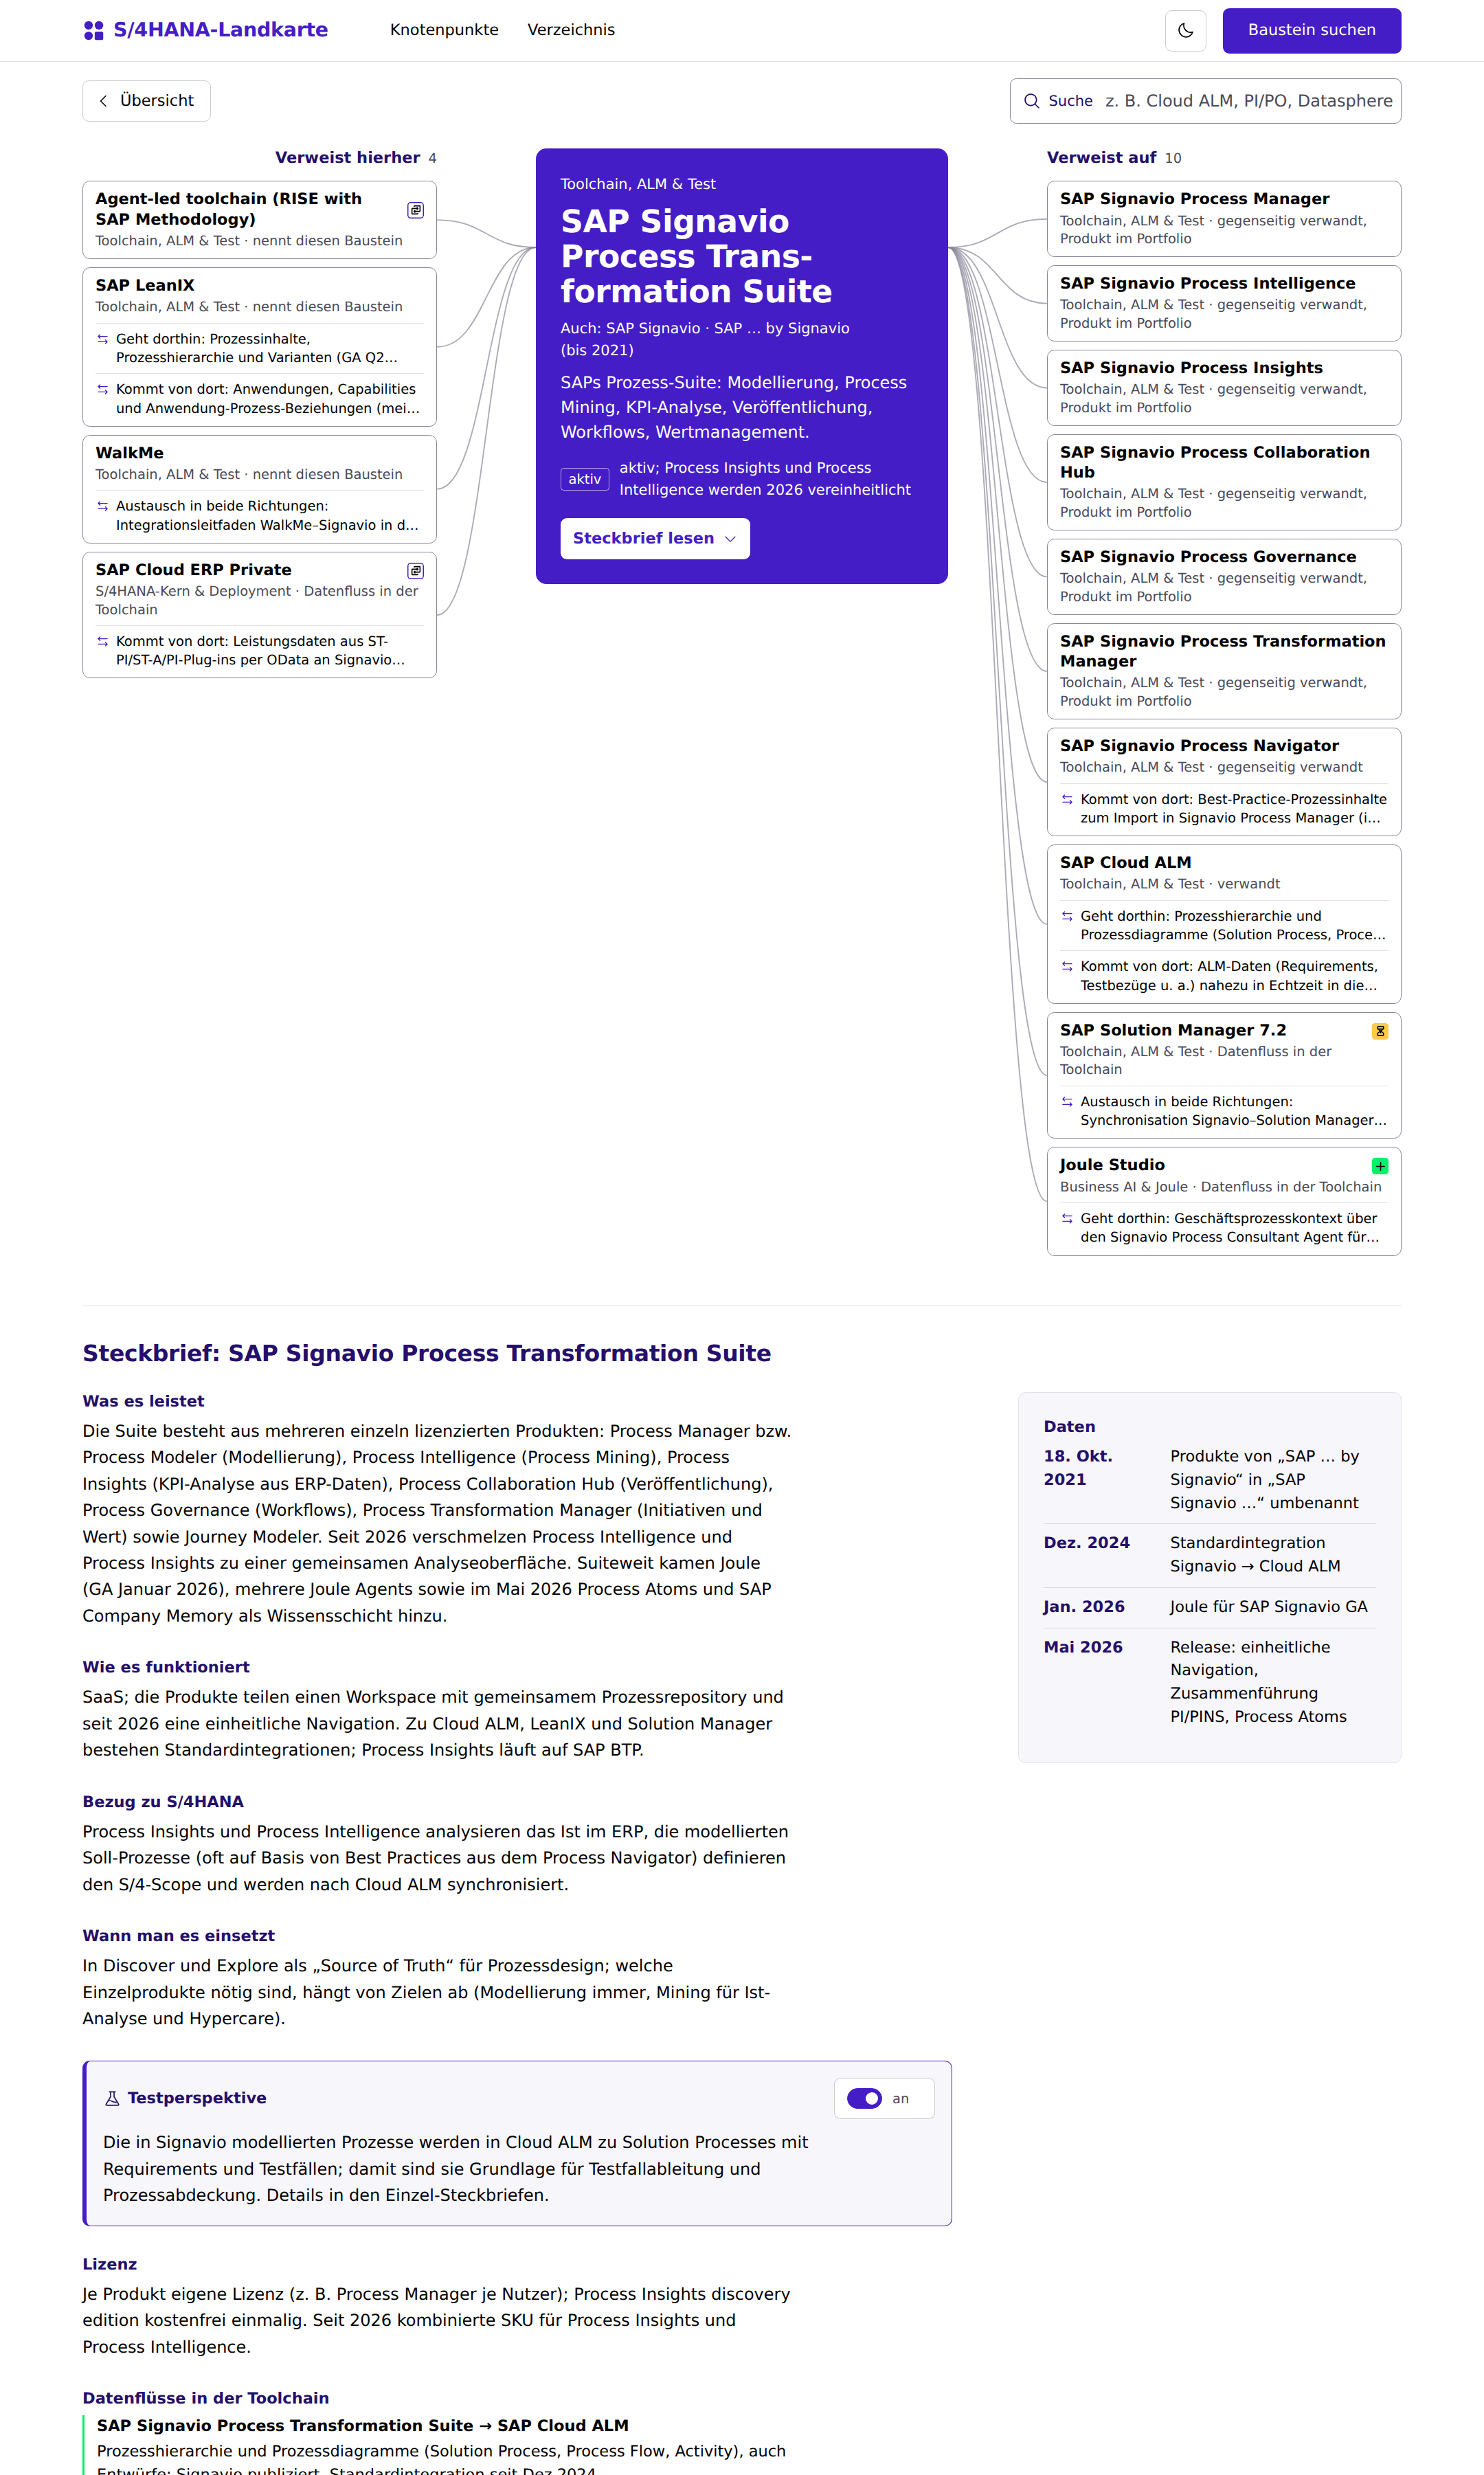 S/4HANA-Landkarte
Knotenpunkte
Verzeichnis
Baustein suchen
Übersicht
Suche
z. B. Cloud ALM, PI/PO, Datasphere
Verweist hierher 4
Agent-led toolchain (RISE with
SAP Methodology)
Toolchain, ALM & Test · nennt diesen Baustein
SAP LeanIX
Toolchain, ALM & Test · nennt diesen Baustein
Geht dorthin: Prozessinhalte,
Prozesshierarchie und Varianten (GA Q2…
Kommt von dort: Anwendungen, Capabilities
und Anwendung-Prozess-Beziehungen (mei…
WalkMe
Toolchain, ALM & Test · nennt diesen Baustein
Austausch in beide Richtungen:
Integrationsleitfaden WalkMe–Signavio in d…
SAP Cloud ERP Private
S/4HANA-Kern & Deployment · Datenfluss in der
Toolchain
Kommt von dort: Leistungsdaten aus ST-
PI/ST-A/PI-Plug-ins per OData an Signavio…
Toolchain, ALM & Test
SAP Signavio
Process Trans-
formation Suite
Auch: SAP Signavio · SAP … by Signavio
(bis 2021)
SAPs Prozess-Suite: Modellierung, Process
Mining, KPI-Analyse, Veröffentlichung,
Workflows, Wertmanagement.
aktiv
aktiv; Process Insights und Process
Intelligence werden 2026 vereinheitlicht
Steckbrief lesen
Verweist auf 10
SAP Signavio Process Manager
Toolchain, ALM & Test · gegenseitig verwandt,
Produkt im Portfolio
SAP Signavio Process Intelligence
Toolchain, ALM & Test · gegenseitig verwandt,
Produkt im Portfolio
SAP Signavio Process Insights
Toolchain, ALM & Test · gegenseitig verwandt,
Produkt im Portfolio
SAP Signavio Process Collaboration
Hub
Toolchain, ALM & Test · gegenseitig verwandt,
Produkt im Portfolio
SAP Signavio Process Governance
Toolchain, ALM & Test · gegenseitig verwandt,
Produkt im Portfolio
SAP Signavio Process Transformation
Manager
Toolchain, ALM & Test · gegenseitig verwandt,
Produkt im Portfolio
SAP Signavio Process Navigator
Toolchain, ALM & Test · gegenseitig verwandt
Kommt von dort: Best-Practice-Prozessinhalte
zum Import in Signavio Process Manager (i…
SAP Cloud ALM
Toolchain, ALM & Test · verwandt
Geht dorthin: Prozesshierarchie und
Prozessdiagramme (Solution Process, Proce…
Kommt von dort: ALM-Daten (Requirements,
Testbezüge u. a.) nahezu in Echtzeit in die…
SAP Solution Manager 7.2
Toolchain, ALM & Test · Datenfluss in der
Toolchain
Austausch in beide Richtungen:
Synchronisation Signavio–Solution Manager…
Joule Studio
Business AI & Joule · Datenfluss in der Toolchain
Geht dorthin: Geschäftsprozesskontext über
den Signavio Process Consultant Agent für…
Steckbrief: SAP Signavio Process Transformation Suite
Was es leistet
Die Suite besteht aus mehreren einzeln lizenzierten Produkten: Process Manager bzw.
Process Modeler (Modellierung), Process Intelligence (Process Mining), Process
Insights (KPI-Analyse aus ERP-Daten), Process Collaboration Hub (Veröffentlichung),
Process Governance (Workflows), Process Transformation Manager (Initiativen und
Wert) sowie Journey Modeler. Seit 2026 verschmelzen Process Intelligence und
Process Insights zu einer gemeinsamen Analyseoberfläche. Suiteweit kamen Joule
(GA Januar 2026), mehrere Joule Agents sowie im Mai 2026 Process Atoms und SAP
Company Memory als Wissensschicht hinzu.
Wie es funktioniert
SaaS; die Produkte teilen einen Workspace mit gemeinsamem Prozessrepository und
seit 2026 eine einheitliche Navigation. Zu Cloud ALM, LeanIX und Solution Manager
bestehen Standardintegrationen; Process Insights läuft auf SAP BTP.
Bezug zu S/4HANA
Process Insights und Process Intelligence analysieren das Ist im ERP, die modellierten
Soll-Prozesse (oft auf Basis von Best Practices aus dem Process Navigator) definieren
den S/4-Scope und werden nach Cloud ALM synchronisiert.
Wann man es einsetzt
In Discover und Explore als „Source of Truth“ für Prozessdesign; welche
Einzelprodukte nötig sind, hängt von Zielen ab (Modellierung immer, Mining für Ist-
Analyse und Hypercare).
Testperspektive
an
Die in Signavio modellierten Prozesse werden in Cloud ALM zu Solution Processes mit
Requirements und Testfällen; damit sind sie Grundlage für Testfallableitung und
Prozessabdeckung. Details in den Einzel-Steckbriefen.
Lizenz
Je Produkt eigene Lizenz (z. B. Process Manager je Nutzer); Process Insights discovery
edition kostenfrei einmalig. Seit 2026 kombinierte SKU für Process Insights und
Process Intelligence.
Datenflüsse in der Toolchain
SAP Signavio Process Transformation Suite → SAP Cloud ALM
Prozesshierarchie und Prozessdiagramme (Solution Process, Process Flow, Activity), auch
Entwürfe; Signavio publiziert, Standardintegration seit Dez 2024
Daten
18. Okt.
2021
Produkte von „SAP … by
Signavio“ in „SAP
Signavio …“ umbenannt
Dez. 2024
Standardintegration
Signavio → Cloud ALM
Jan. 2026
Joule für SAP Signavio GA
Mai 2026
Release: einheitliche
Navigation,
Zusammenführung
PI/PINS, Process Atoms